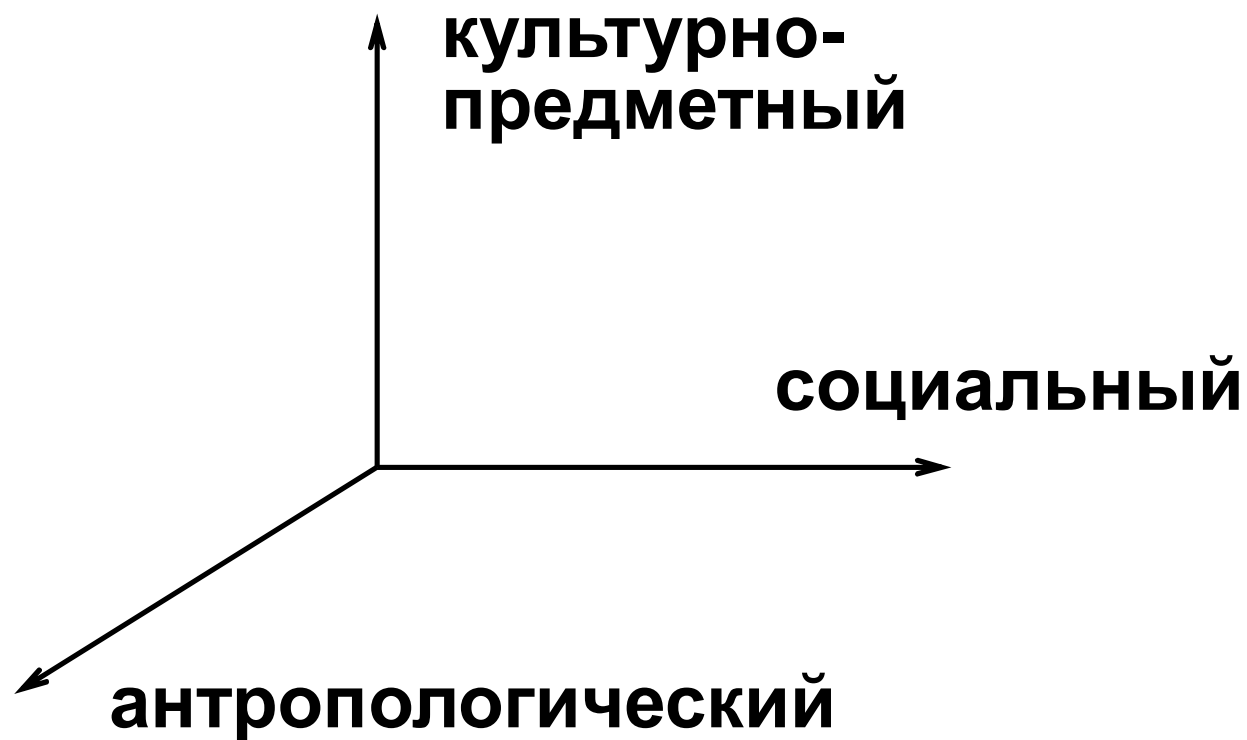 культурно-
предметный
социальный
антропологический